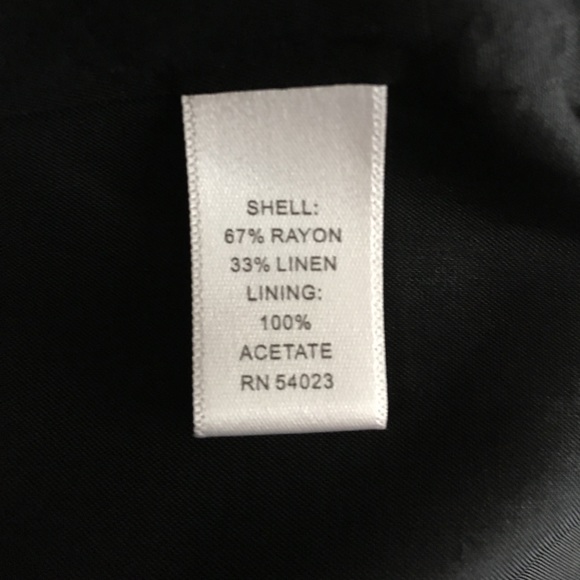 SHELL:
67% RAYON
33% LINEN
LINING:
100%
ACETATE
RN 54023